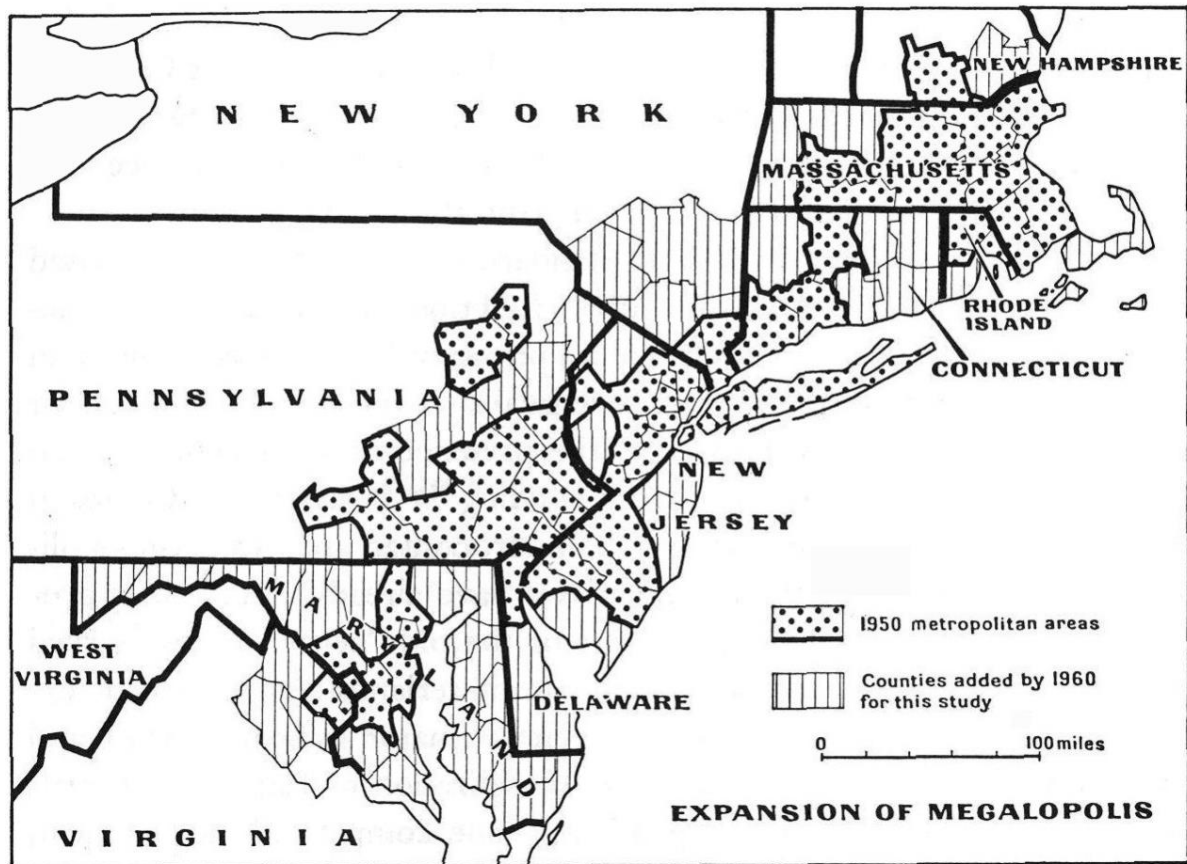 NEW HAMPSHIRE
NEW YORK
MASSACHUSETTS
RHODE
ISLAND
CONNECTICUT
PENNSYLVANIA
NEW
JERSEY
MARYLAND
WEST
VIRGINIA
DELAWARE
VIRGINIA
1950 metropolitan areas
Counties added by 1960
for this study
0 100 miles
EXPANSION OF MEGALOPOLIS